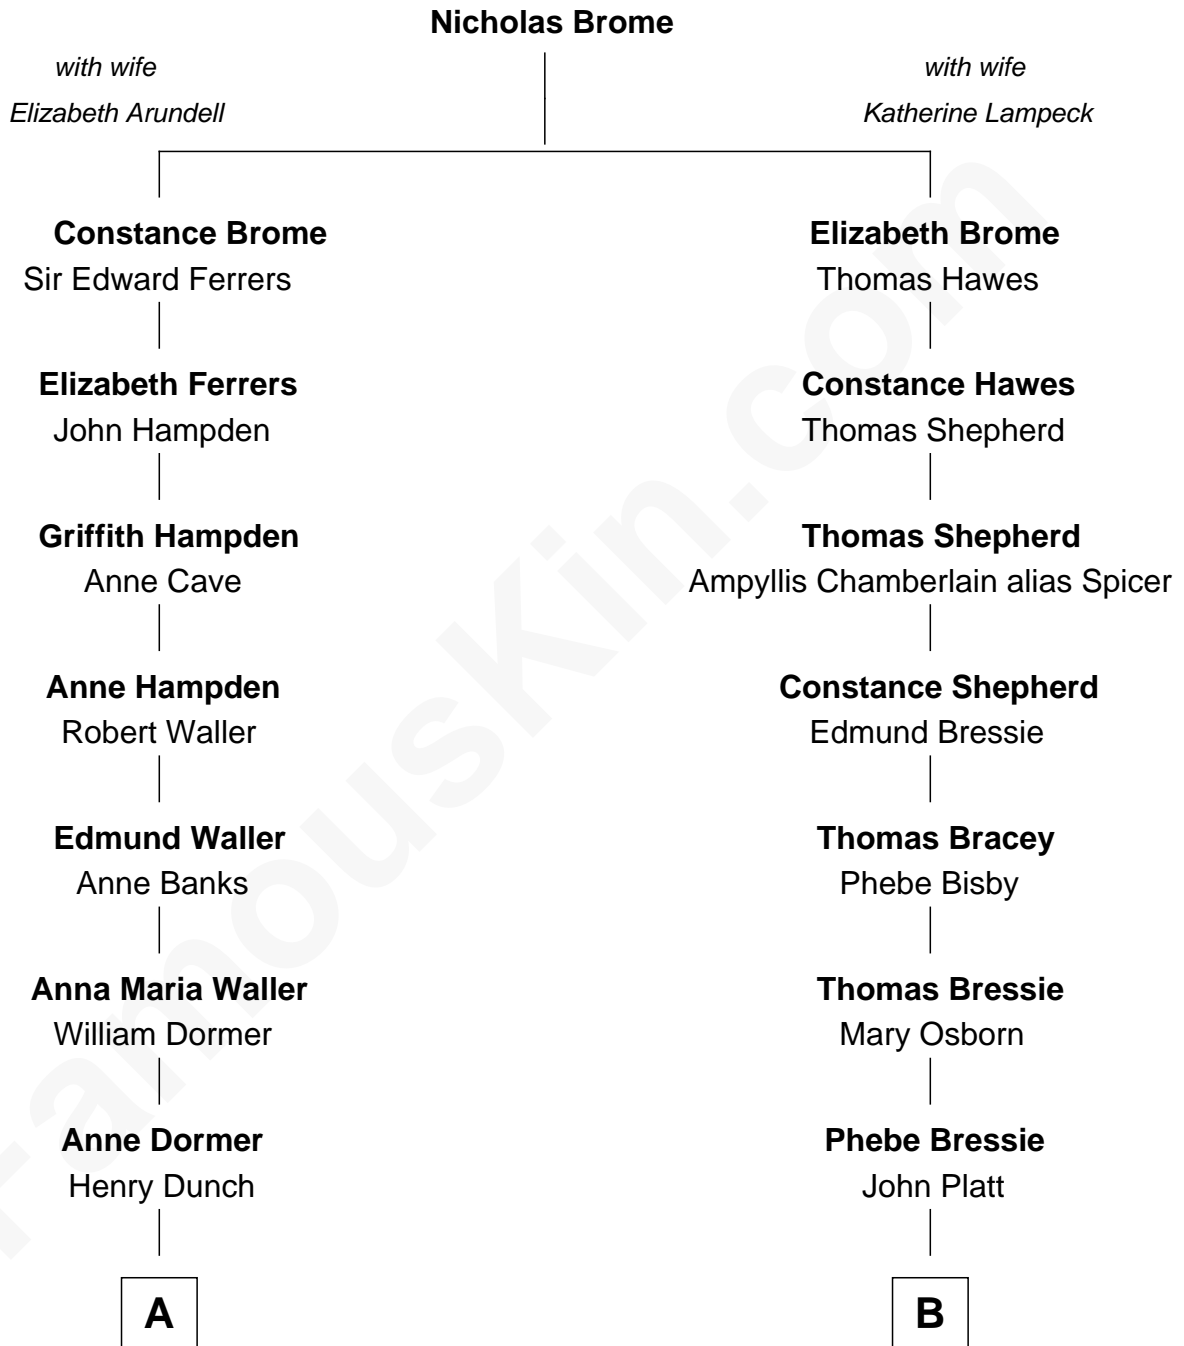 Nicholas Brome
with wife
Elizabeth Arundell
with wife
Katherine Lampeck
Constance Brome
Sir Edward Ferrers
Elizabeth Brome
Thomas Hawes
Elizabeth Ferrers
John Hampden
Constance Hawes
Thomas Shepherd
Griffith Hampden
Anne Cave
Thomas Shepherd
Ampyllis Chamberlain alias Spicer
Anne Hampden
Robert Waller
Constance Shepherd
Edmund Bressie
Edmund Waller
Anne Banks
Thomas Bracey
Phebe Bisby
Anna Maria Waller
William Dormer
Thomas Bressie
Mary Osborn
Anne Dormer
Henry Dunch
Phebe Bressie
John Platt
A
B
FamousKin.com